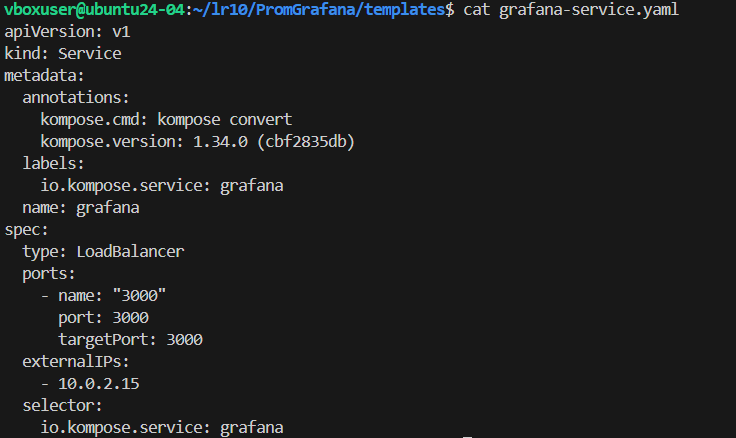 vboxuser@ubuntu24-04:~/lr10/PromGrafana/templates$ cat grafana-service.yaml
apiVersion: v1
kind: Service
metadata:
  annotations:
    kompose.cmd: kompose convert
    kompose.version: 1.34.0 (cbf2835db)
  labels:
    io.kompose.service: grafana
  name: grafana
spec:
  type: LoadBalancer
  ports:
    - name: "3000"
      port: 3000
      targetPort: 3000
  externalIPs:
    - 10.0.2.15
  selector:
    io.kompose.service: grafana